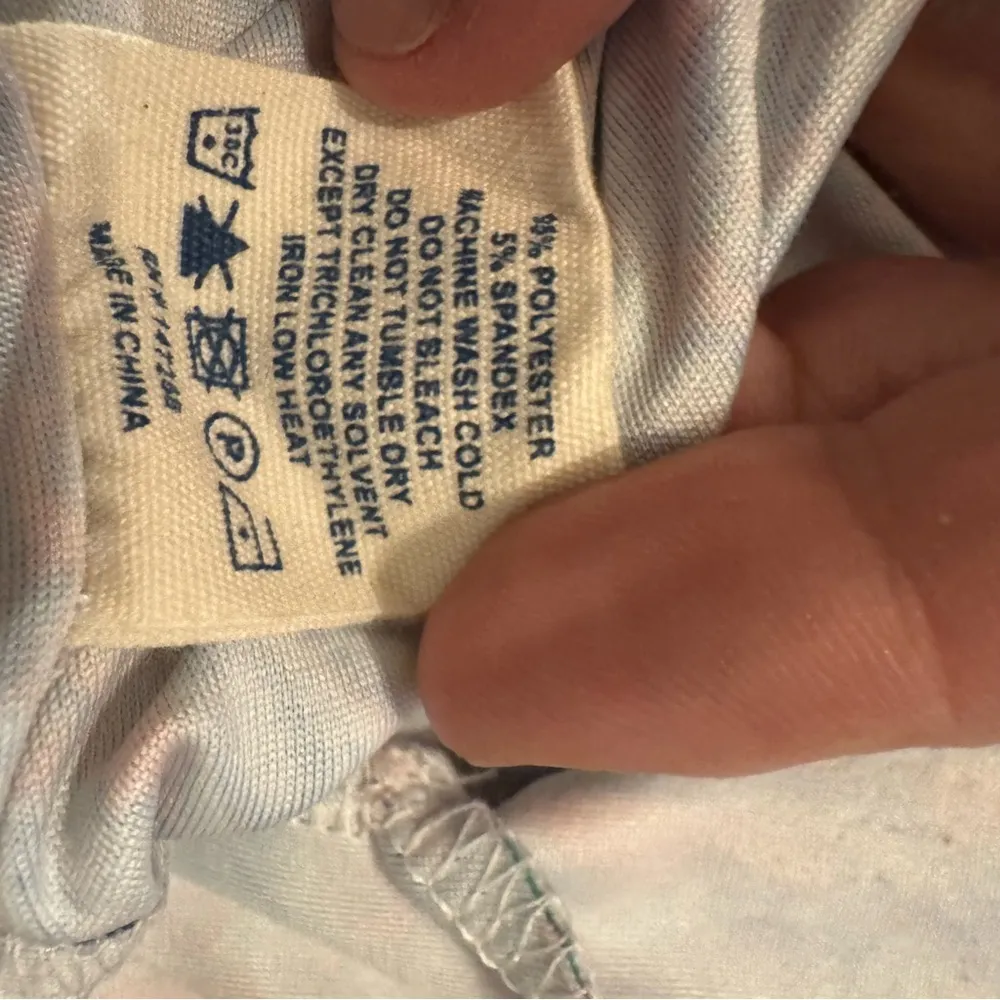 95% POLYESTER
5% SPANDEX
MACHINE WASH COLD
DO NOT BLEACH
DO NOT TUMBLE DRY
DRY CLEAN ANY SOLVENT
EXCEPT TRICHLOROETHYLENE
IRON LOW HEAT
30C
P
MADE IN CHINA